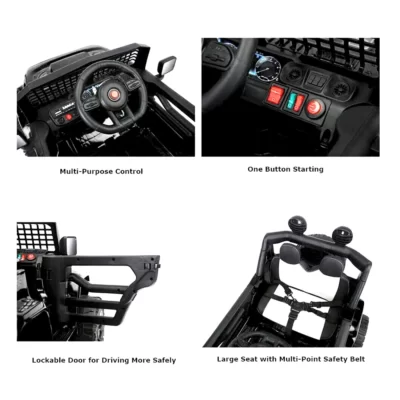 Multi-Purpose Control
One Button Starting
Lockable Door for Driving More Safely
Large Seat with Multi-Point Safety Belt